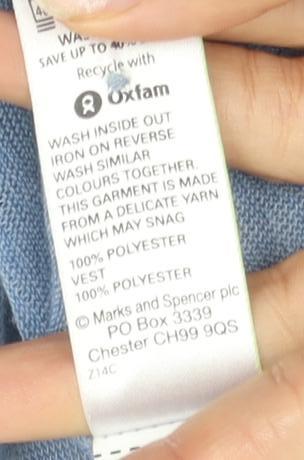 SAVE UP TO
Recycle with
Oxfam
WASH INSIDE OUT
IRON ON REVERSE
WASH SIMILAR
COLOURS TOGETHER.
THIS GARMENT IS MADE
FROM A DELICATE YARN
WHICH MAY SNAG
100% POLYESTER
VEST
100% POLYESTER
© Marks and Spencer plc
PO Box 3339
Chester CH99 9QS
Z14C